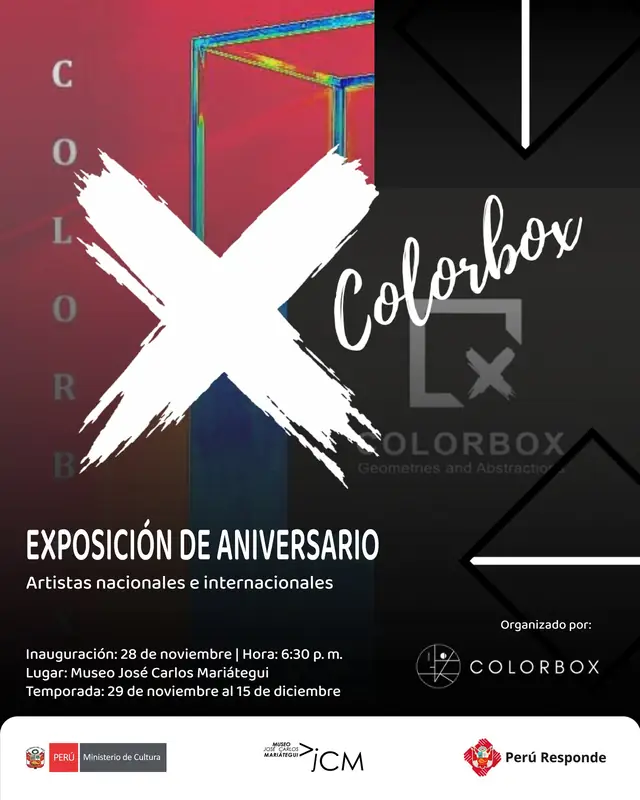 C
O
L
O
R
B
X
Colorbox
COLORBOX
Geometries and Abstractions
EXPOSICIÓN DE ANIVERSARIO
Artistas nacionales e internacionales
Organizado por:
COLORBOX
Inauguración: 28 de noviembre | Hora: 6:30 p. m.
Lugar: Museo José Carlos Mariátegui
Temporada: 29 de noviembre al 15 de diciembre
PERÚ Ministerio de Cultura
MUSEO
JOSÉ CARLOS
MARIÁTEGUI
JCM
Perú Responde